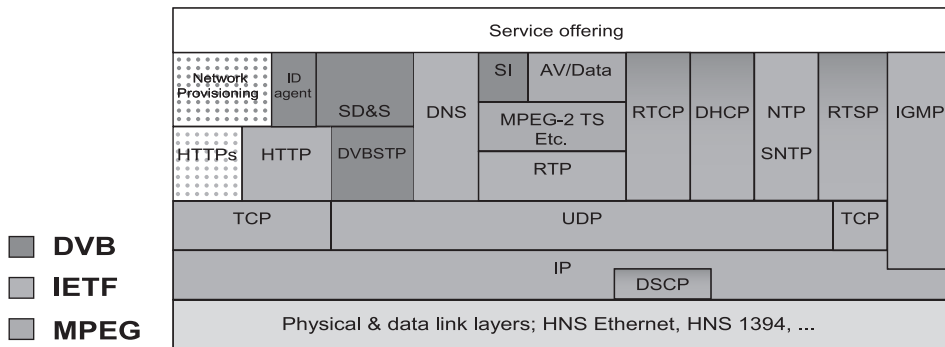 Service offering
Network
Provisioning
ID
agent
SD&S
DNS
SI
AV/Data
MPEG-2 TS
Etc.
RTP
RTCP
DHCP
NTP
SNTP
RTSP
IGMP
HTTPs
HTTP
DVBSTP
TCP
UDP
TCP
IP
DSCP
Physical & data link layers; HNS Ethernet, HNS 1394, ...
DVB
IETF
MPEG